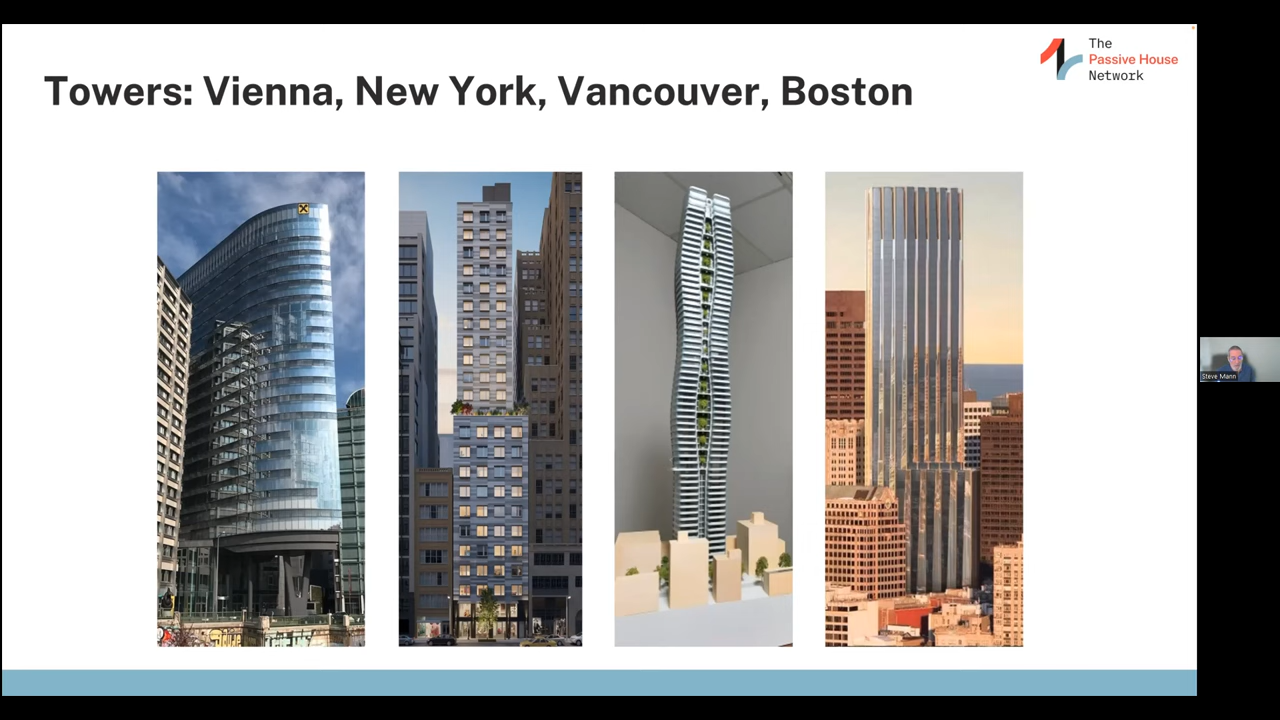 Towers: Vienna, New York, Vancouver, Boston
The
Passive House
Network
Steve Mann